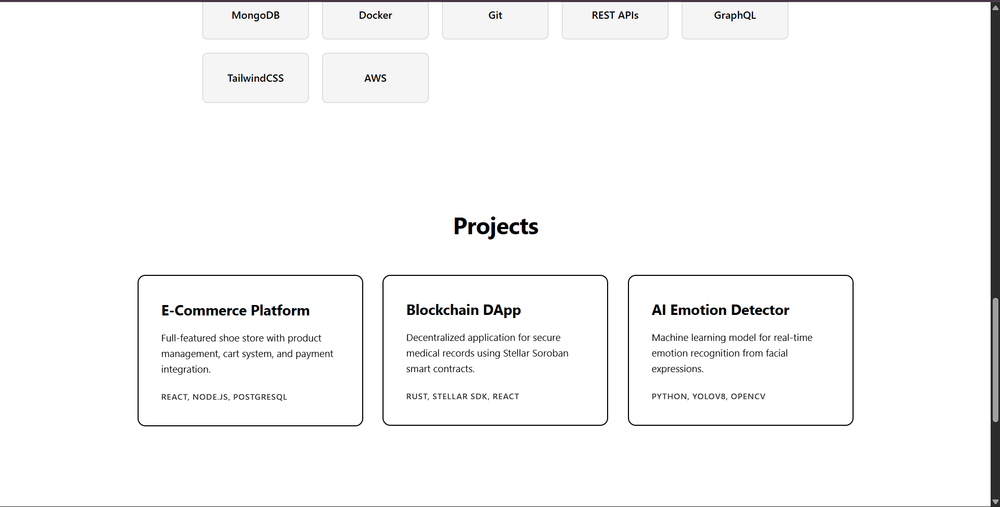 MongoDB
Docker
Git
REST APIs
GraphQL
TailwindCSS
AWS
Projects
E-Commerce Platform
Full-featured shoe store with product
management, cart system, and payment
integration.
REACT, NODE.JS, POSTGRESQL
Blockchain DApp
Decentralized application for secure
medical records using Stellar Soroban
smart contracts.
RUST, STELLAR SDK, REACT
AI Emotion Detector
Machine learning model for real-time
emotion recognition from facial
expressions.
PYTHON, YOLOV8, OPENCV